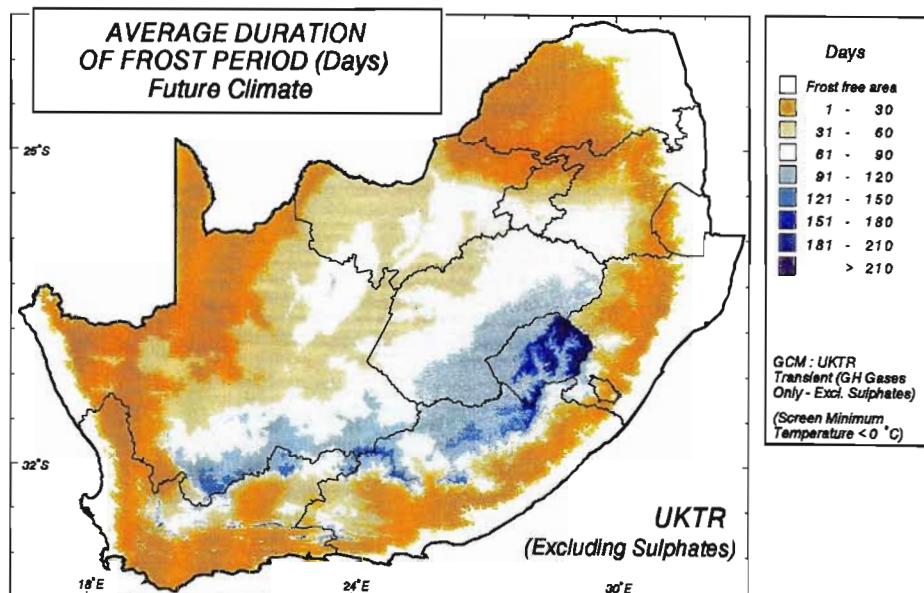 AVERAGE DURATION
OF FROST PERIOD (Days)
Future Climate
25°S
32°S
18°E
24°E
30°E
UKTR
(Excluding Sulphates)
Days
Frost free area
1 - 30
31 - 60
61 - 90
91 - 120
121 - 150
151 - 180
181 - 210
> 210
GCM : UKTR
Transient (GH Gases
Only - Excl. Sulphates)
(Screen Minimum
Temperature < 0 °C)